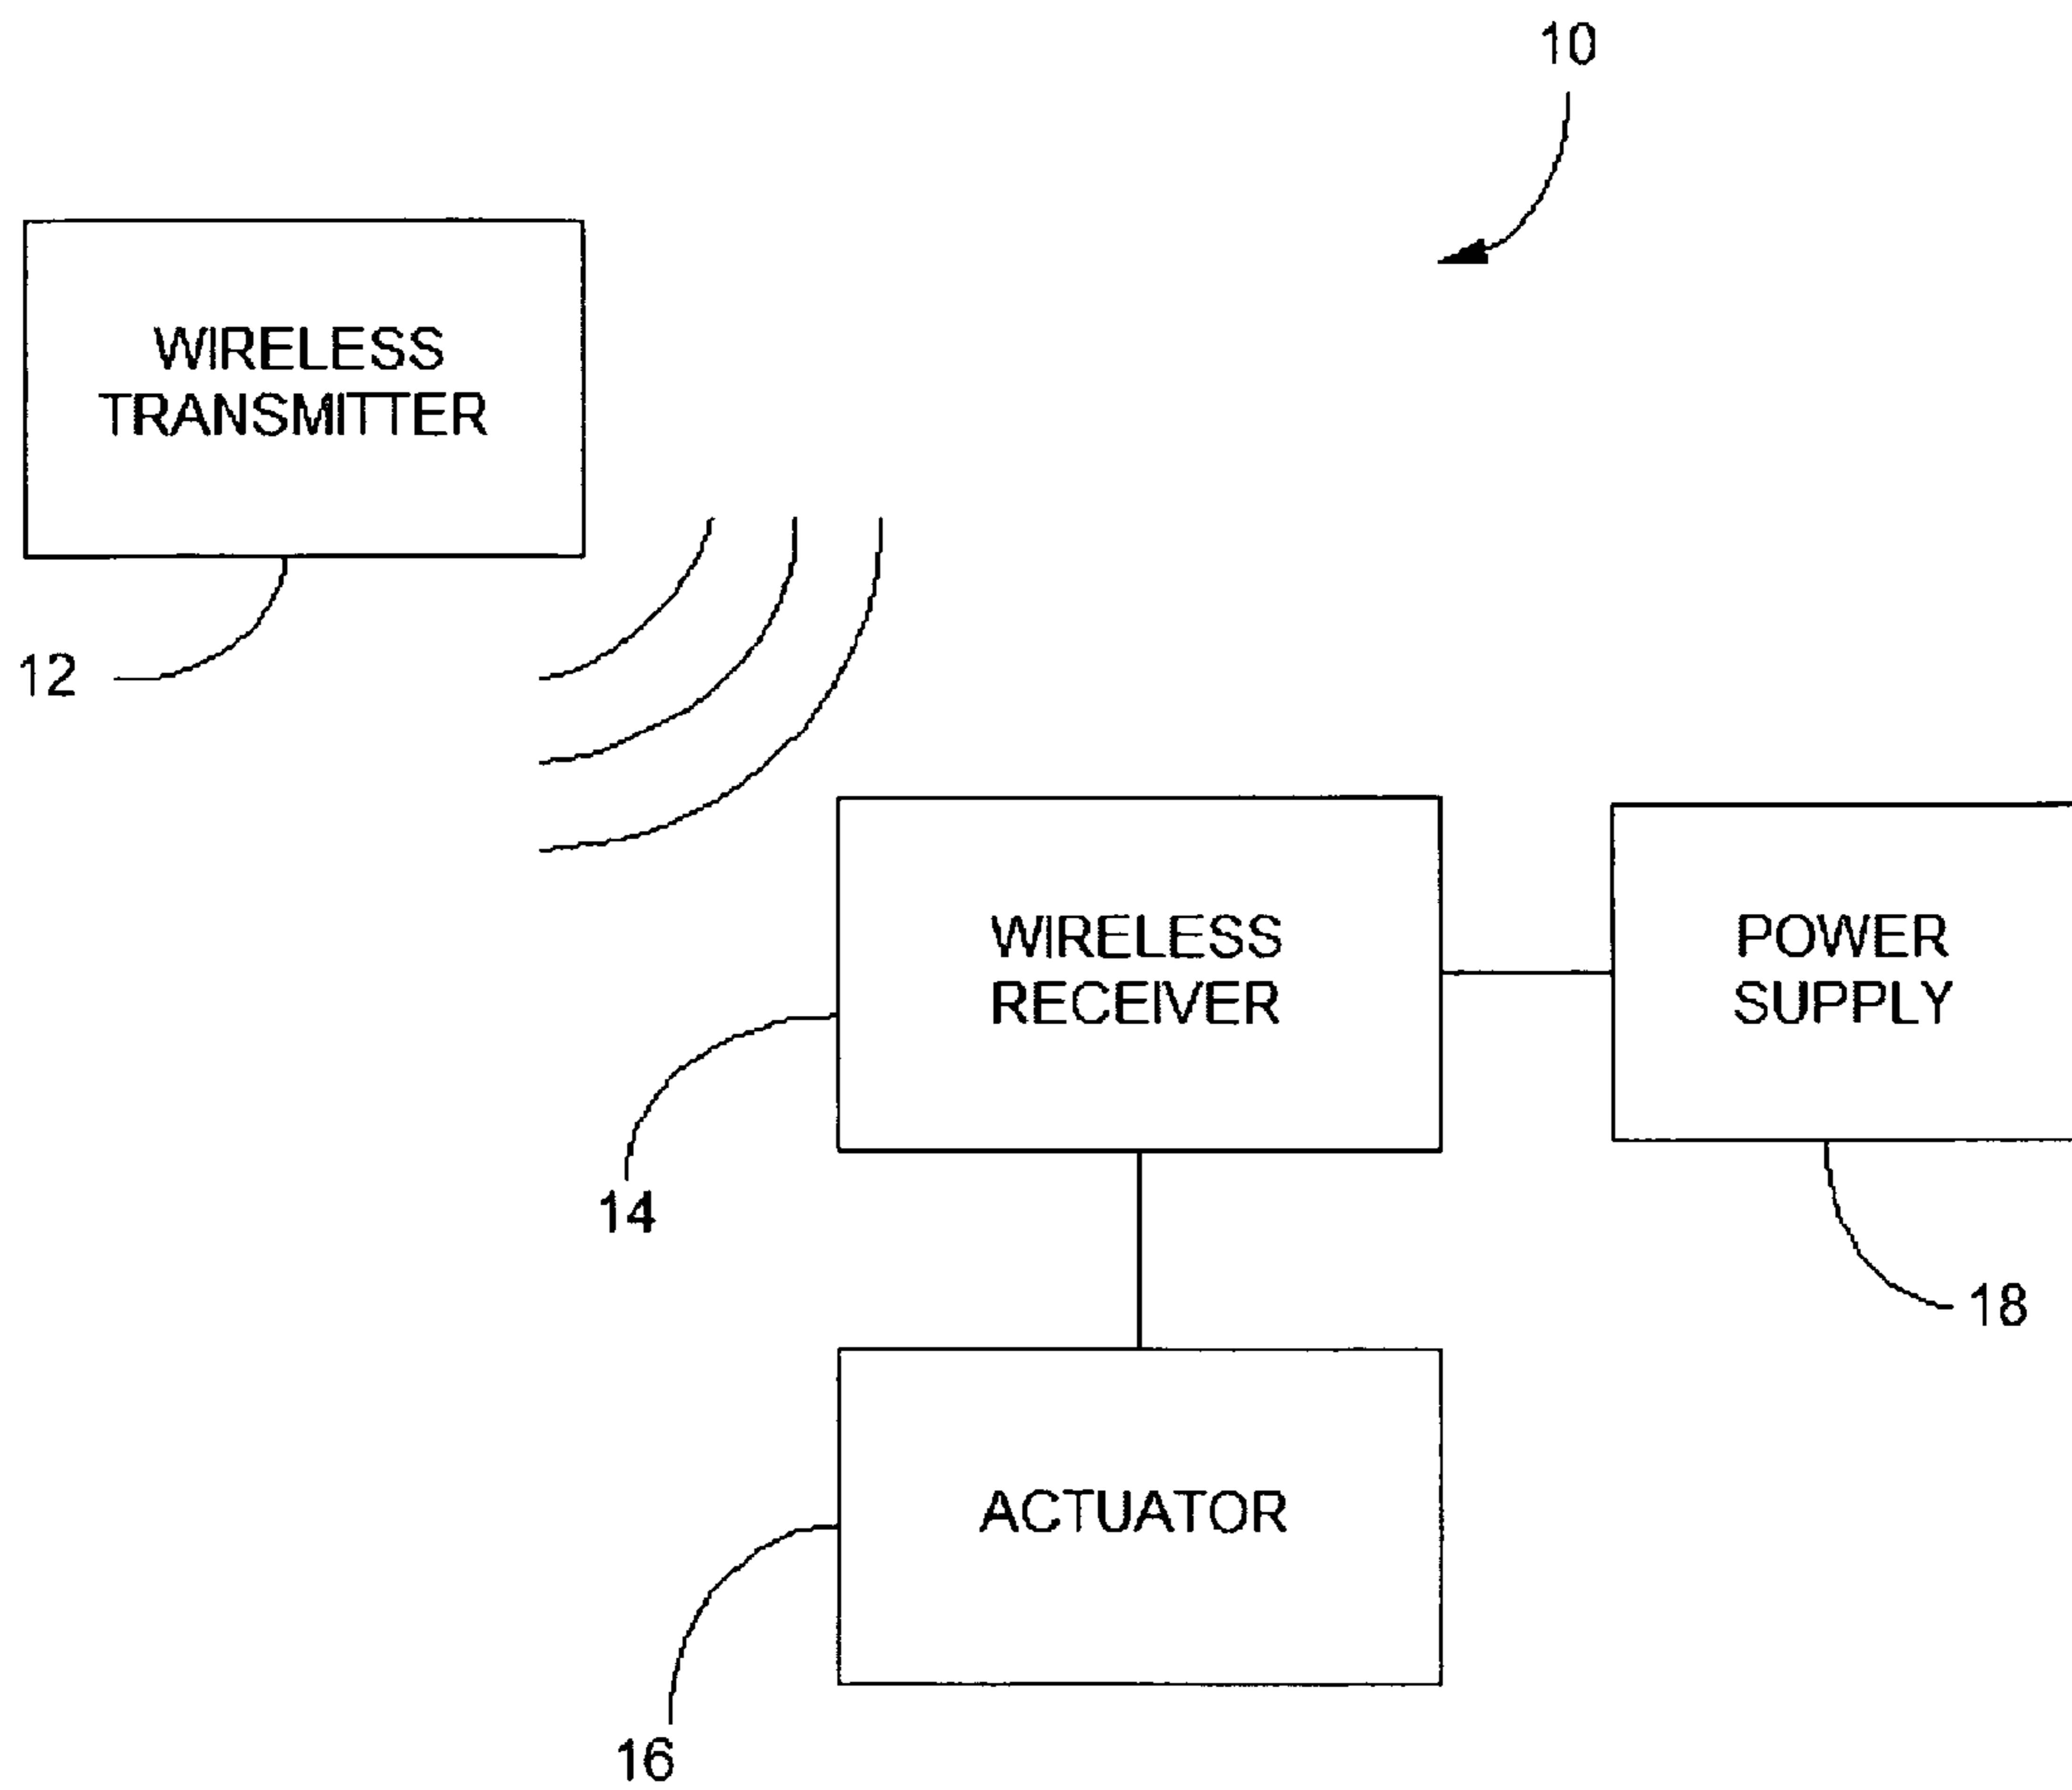 10
WIRELESS
TRANSMITTER
12
WIRELESS
RECEIVER
POWER
SUPPLY
14
18
ACTUATOR
16